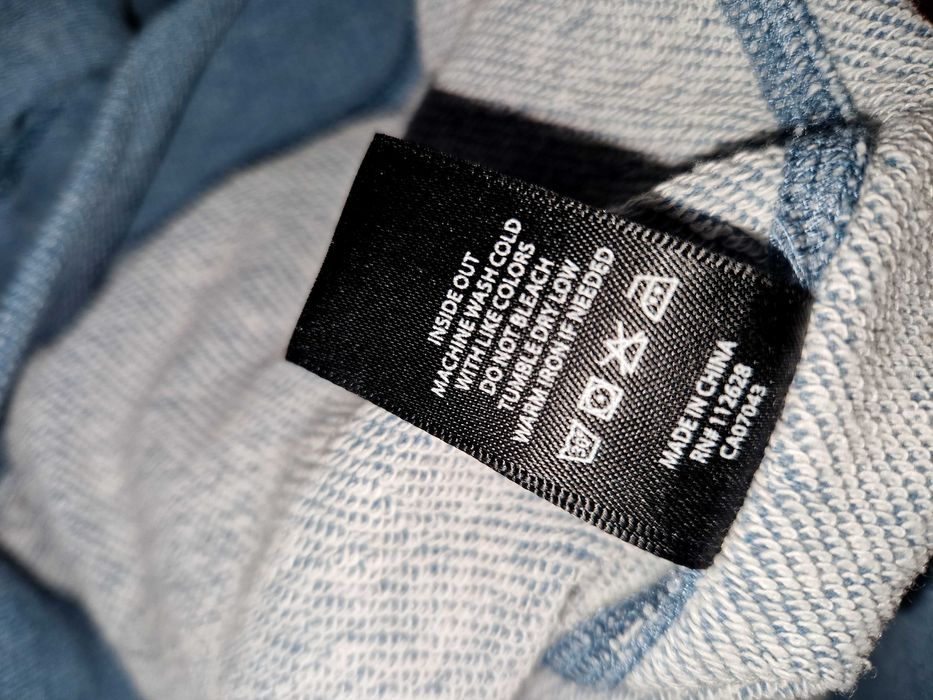 INSIDE OUT
MACHINE WASH COLD
WITH LIKE COLORS
DO NOT BLEACH
TUMBLE DRY LOW
WARM IRON IF NEEDED
MADE IN CHINA
RN# 112628
CA07043